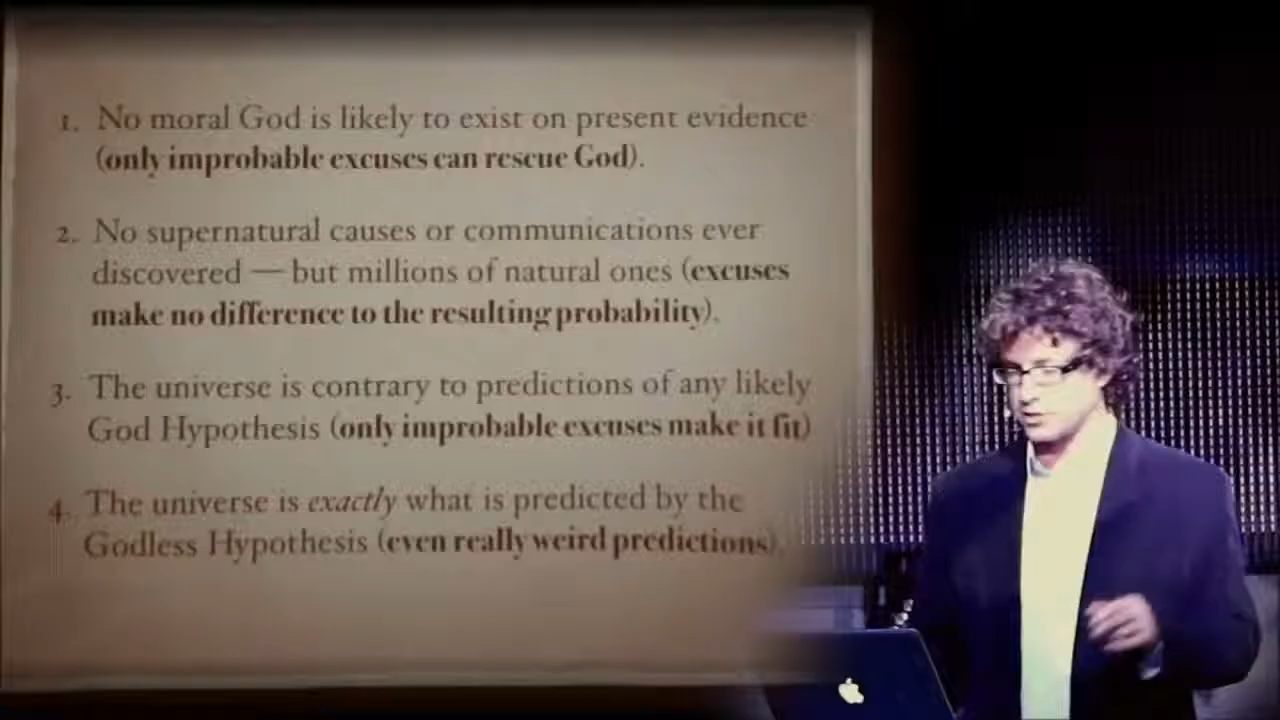 1. No moral God is likely to exist on present evidence
(only improbable excuses can rescue God).
2. No supernatural causes or communications ever
discovered — but millions of natural ones (excuses
make no difference to the resulting probability).
3. The universe is contrary to predictions of any likely
God Hypothesis (only improbable excuses make it fit)
4. The universe is exactly what is predicted by the
Godless Hypothesis (even really weird predictions).